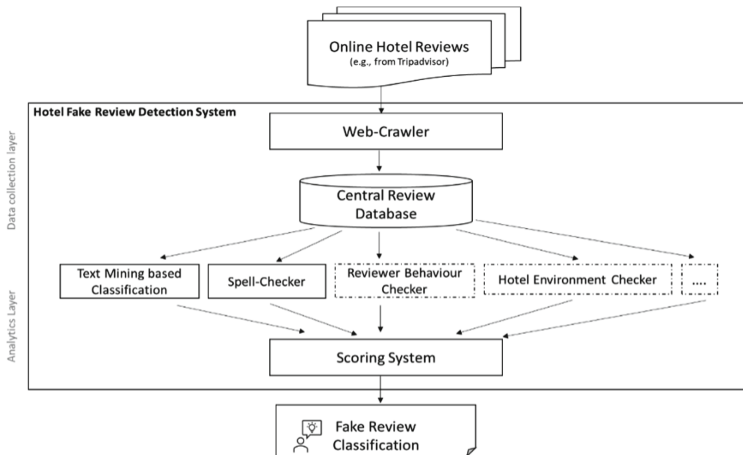 Online Hotel Reviews
(e.g., from Tripadvisor)
Hotel Fake Review Detection System
Web-Crawler
Data collection layer
Central Review
Database
Text Mining based
Classification
Spell-Checker
Reviewer Behaviour
Checker
Hotel Environment Checker
....
Analytics Layer
Scoring System
Fake Review
Classification